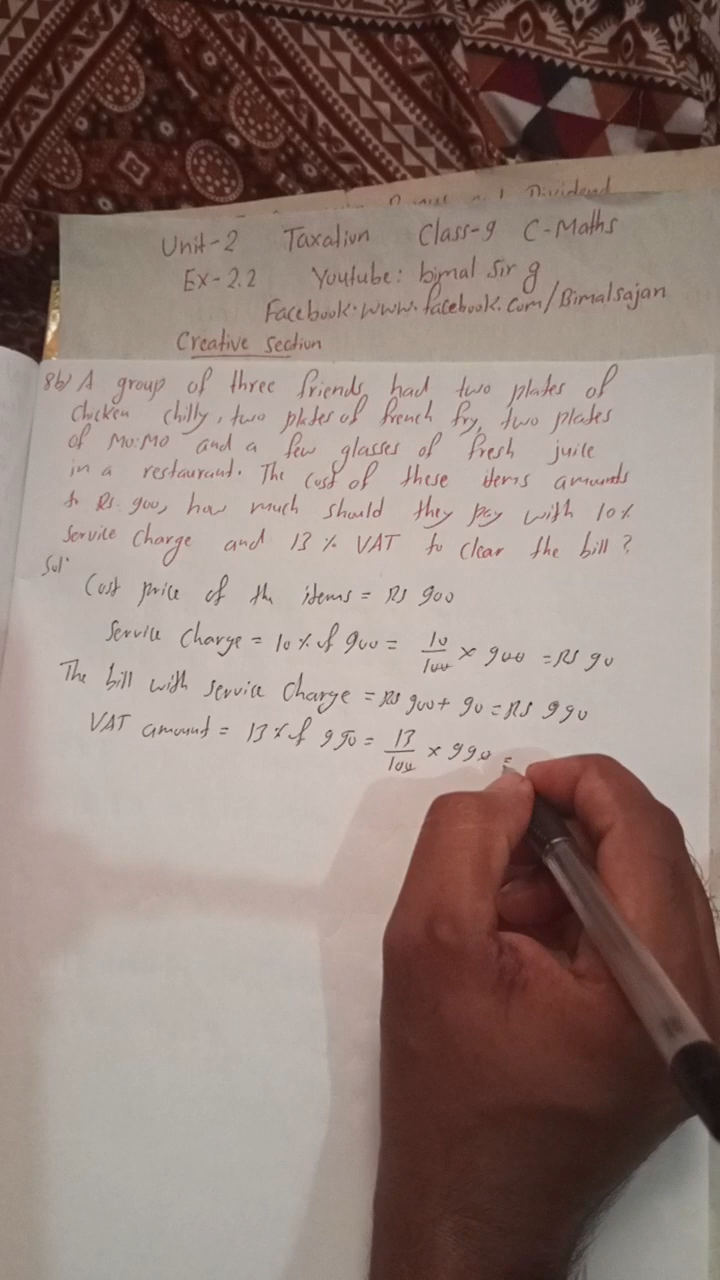 Dividend
Unit-2 Taxation Class-9 C-Maths
Ex-2.2 Youtube: bimal sir g
Facebook:www.facebook.com/Bimalsajan
Creative section
8b) A group of three friends had two plates of
chicken chilly, two plates of french fry, two plates
of Mo:Mo and a few glasses of fresh juice
in a restaurant. The cost of these items amounts
to Rs. 900, how much should they pay with 10%
service charge and 13% VAT to clear the bill?
Solⁿ
Cost price of the items = Rs 900
Service Charge = 10% of 900 = 10/100 × 900 = Rs 90
The bill with service Charge = Rs 900 + 90 = Rs 990
VAT amount = 13% of 990 = 13/100 × 990 =